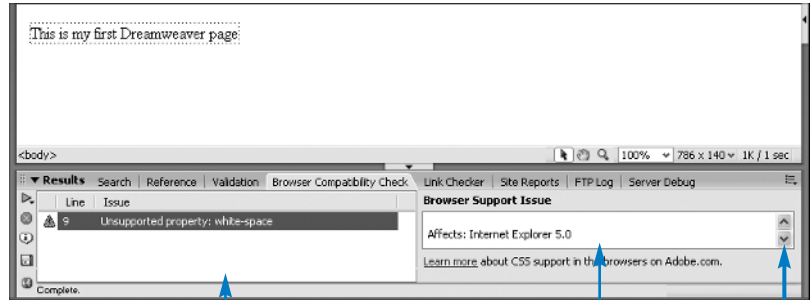 This is my first Dreamweaver page
<body> 100% 786 x 140 1K / 1 sec
Results Search Reference Validation Browser Compatibility Check Link Checker Site Reports FTP Log Server Debug
Line Issue
9 Unsupported property: white-space
Browser Support Issue
Affects: Internet Explorer 5.0
Learn more about CSS support in the browsers on Adobe.com.
Complete.